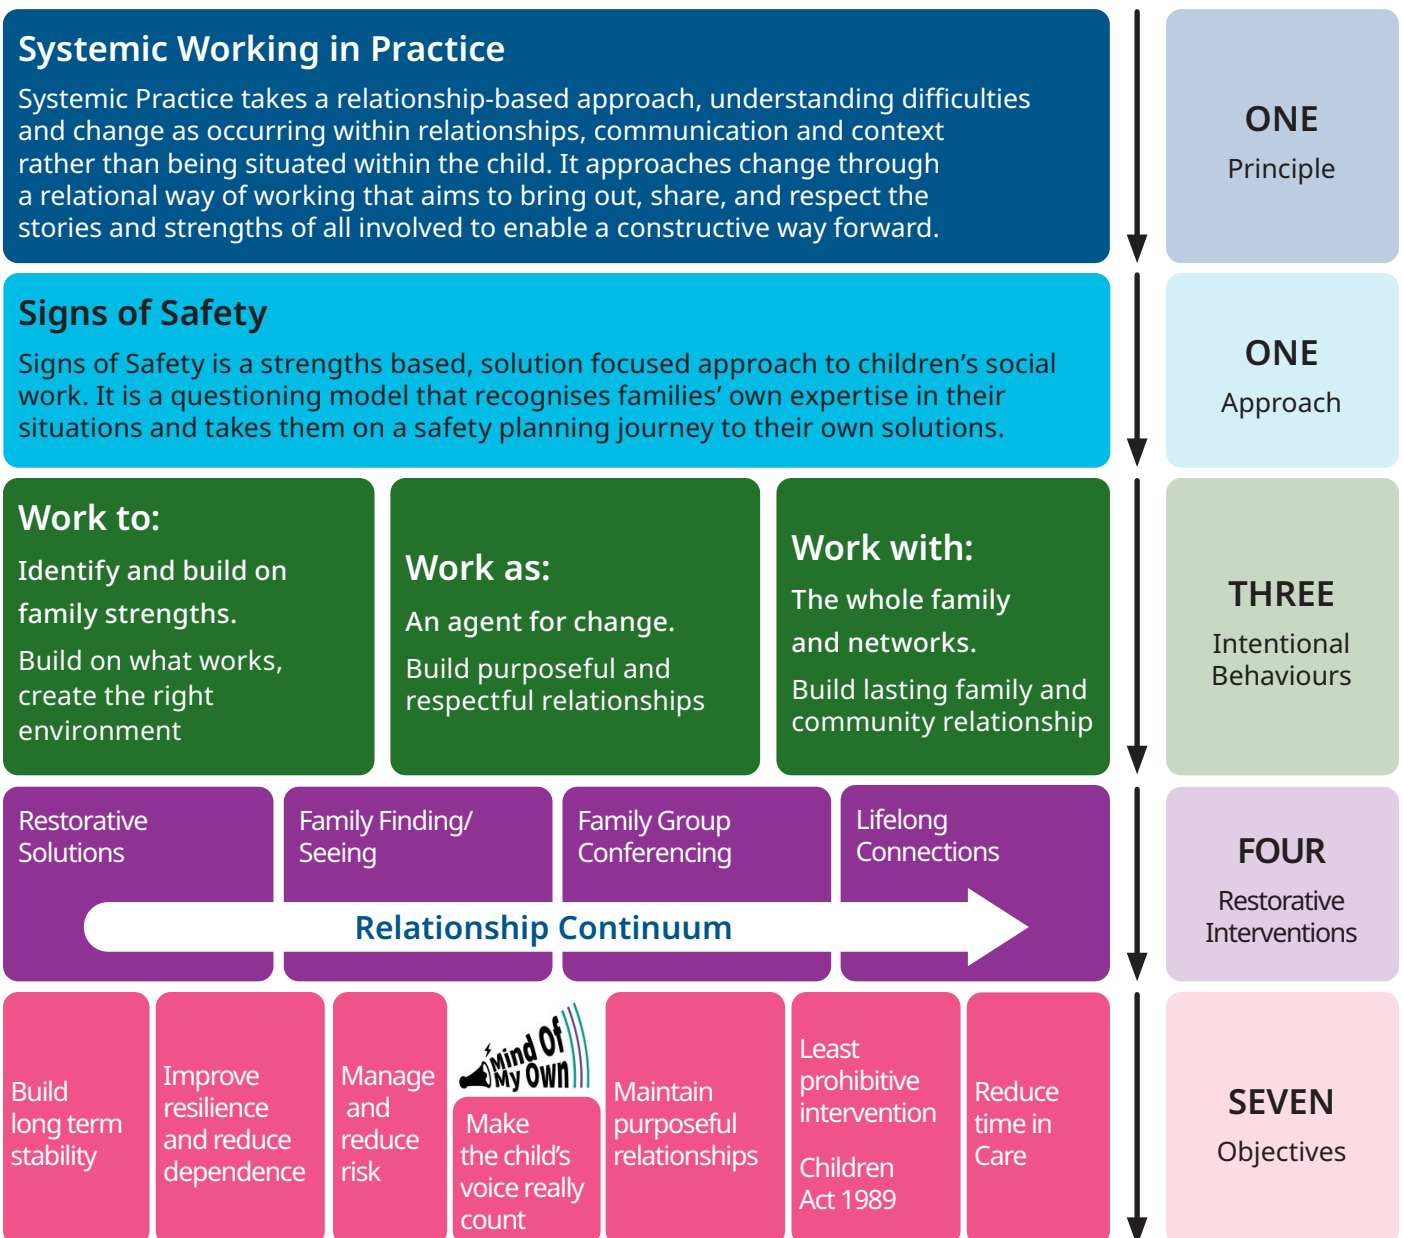 Systemic Working in Practice
Systemic Practice takes a relationship-based approach, understanding difficulties
and change as occurring within relationships, communication and context
rather than being situated within the child. It approaches change through
a relational way of working that aims to bring out, share, and respect the
stories and strengths of all involved to enable a constructive way forward.
ONE
Principle
Signs of Safety
Signs of Safety is a strengths based, solution focused approach to children’s social
work. It is a questioning model that recognises families’ own expertise in their
situations and takes them on a safety planning journey to their own solutions.
ONE
Approach
Work to:
Identify and build on
family strengths.
Build on what works,
create the right
environment
Work as:
An agent for change.
Build purposeful and
respectful relationships
Work with:
The whole family
and networks.
Build lasting family and
community relationship
THREE
Intentional
Behaviours
Restorative
Solutions
Family Finding/
Seeing
Family Group
Conferencing
Lifelong
Connections
Relationship Continuum
FOUR
Restorative
Interventions
Build
long term
stability
Improve
resilience
and reduce
dependence
Manage
and
reduce
risk
Mind Of
My Own
Make
the child’s
voice really
count
Maintain
purposeful
relationships
Least
prohibitive
intervention
Children
Act 1989
Reduce
time in
Care
SEVEN
Objectives